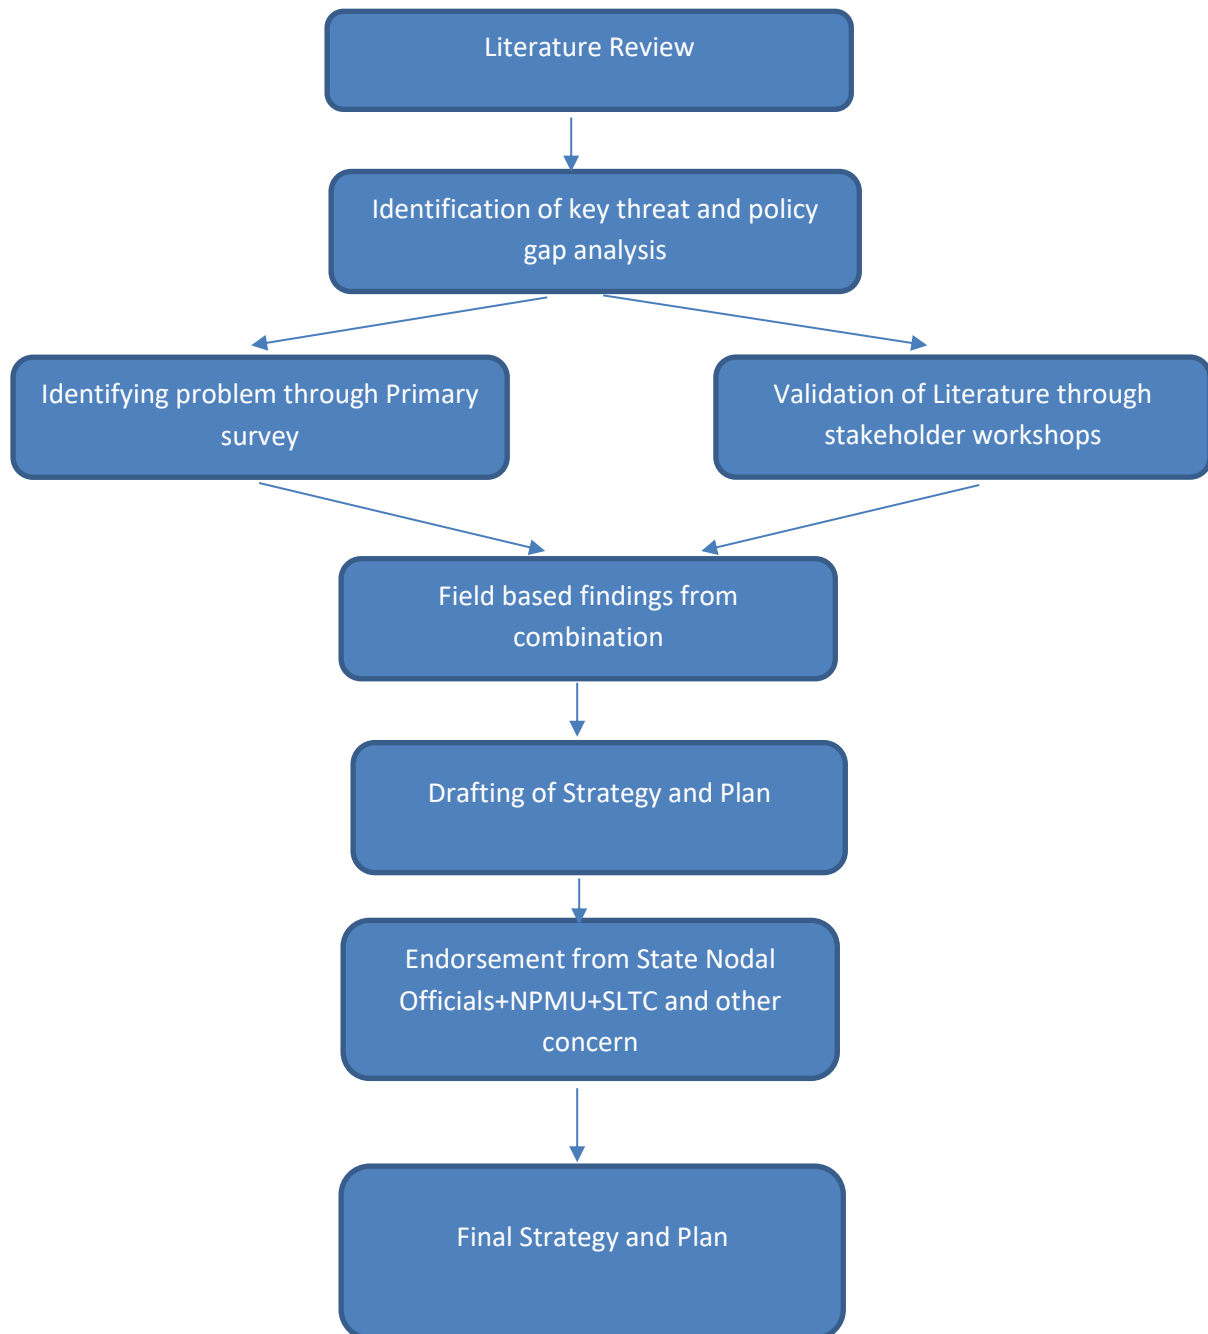 Literature Review
Identification of key threat and policy
gap analysis
Identifying problem through Primary
survey
Validation of Literature through
stakeholder workshops
Field based findings from
combination
Drafting of Strategy and Plan
Endorsement from State Nodal
Officials+NPMU+SLTC and other
concern
Final Strategy and Plan